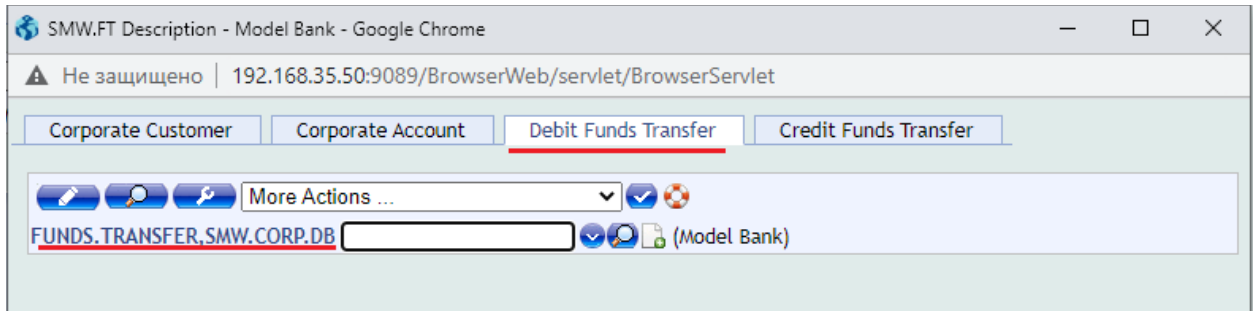 SMW.FT Description - Model Bank - Google Chrome
Не защищено | 192.168.35.50:9089/BrowserWeb/servlet/BrowserServlet
Corporate Customer Corporate Account Debit Funds Transfer Credit Funds Transfer
More Actions ...
FUNDS.TRANSFER,SMW.CORP.DB (Model Bank)